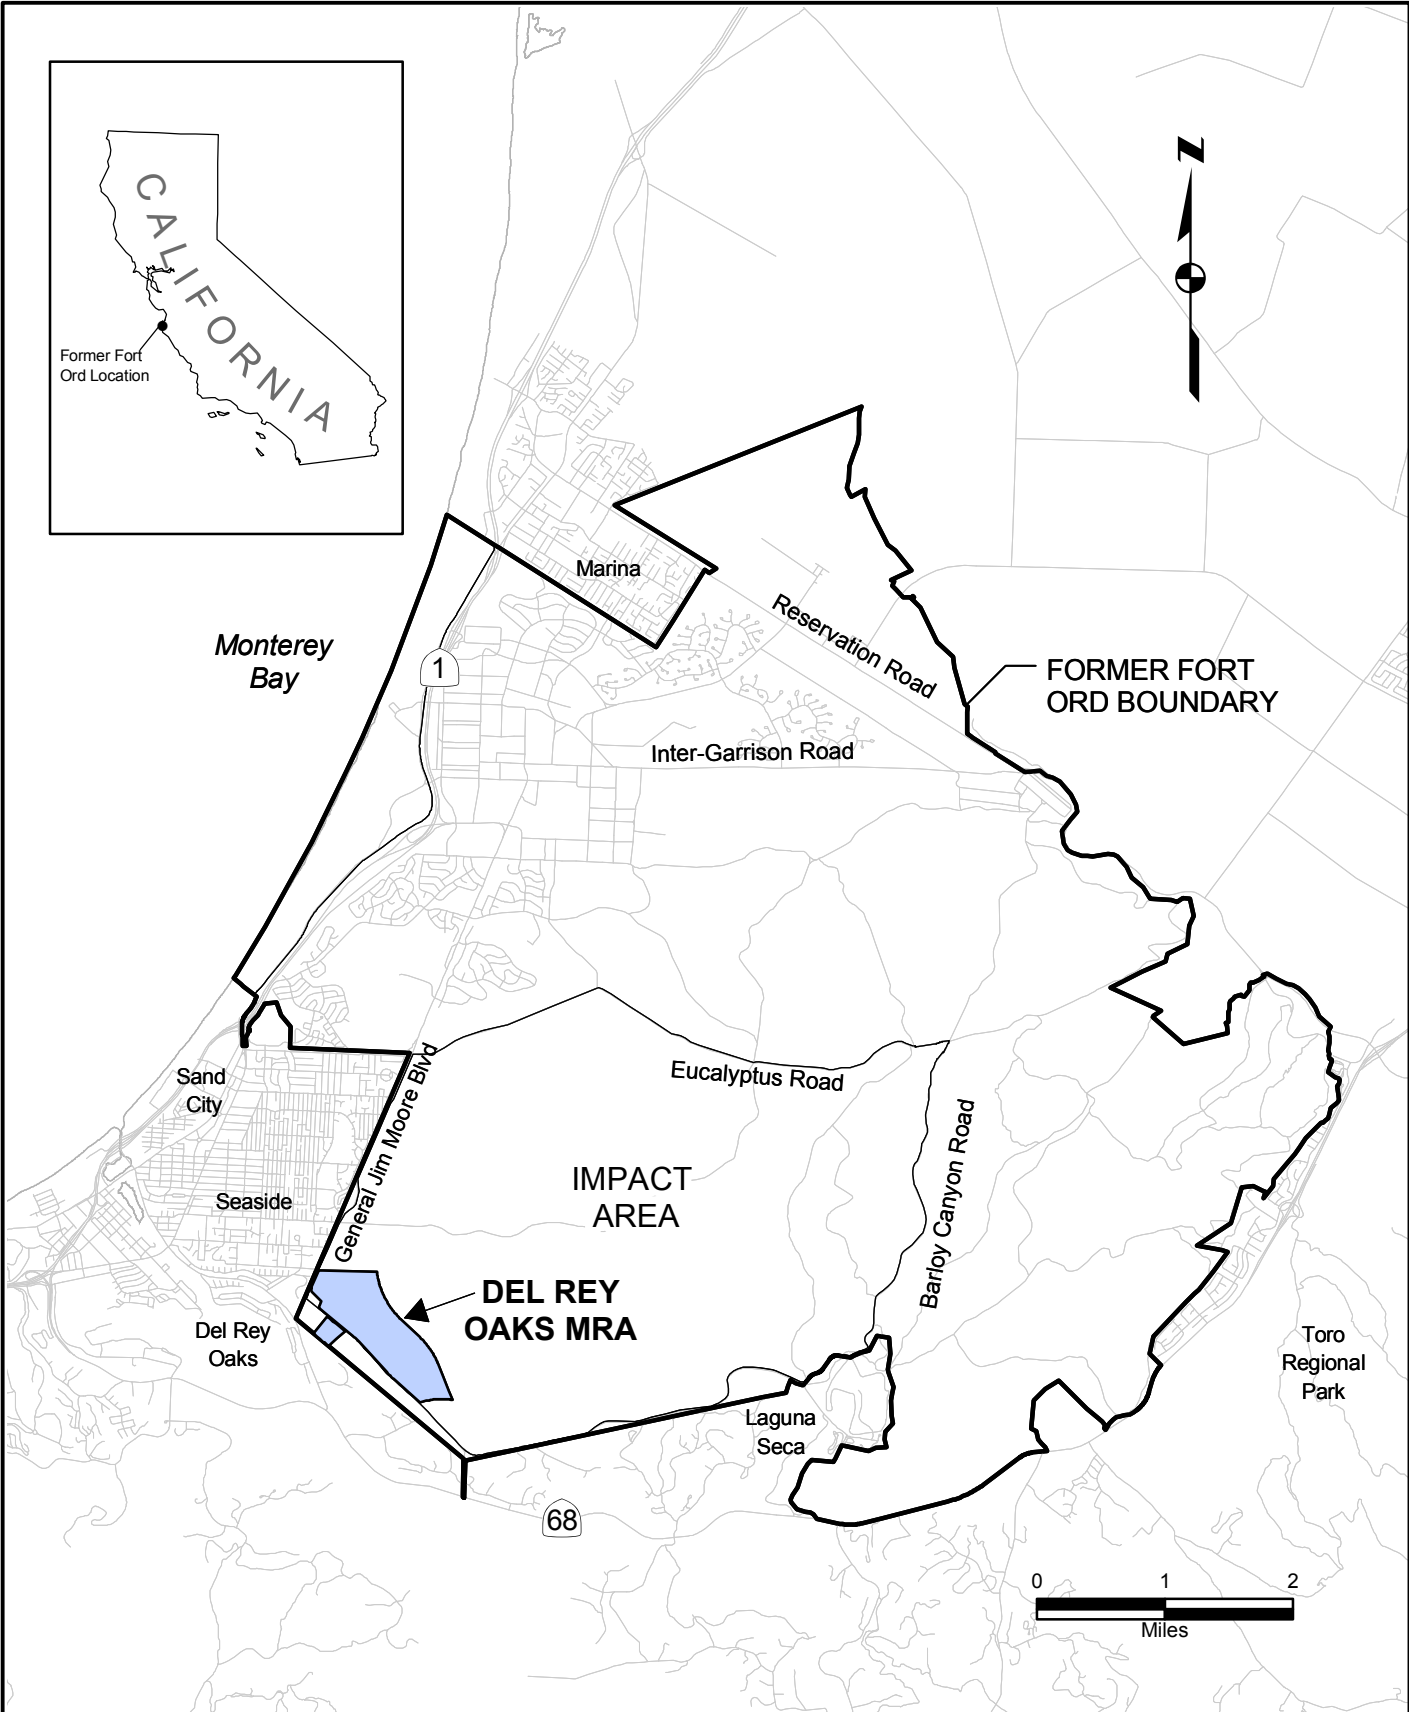 CALIFORNIA
Former Fort
Ord Location
N
Marina
Monterey
Bay
1
Reservation Road
FORMER FORT
ORD BOUNDARY
Inter-Garrison Road
Sand
City
General Jim Moore Blvd
Eucalyptus Road
Barloy Canyon Road
IMPACT
AREA
Seaside
DEL REY
OAKS MRA
Del Rey
Oaks
Toro
Regional
Park
Laguna
Seca
68
0 1 2
Miles